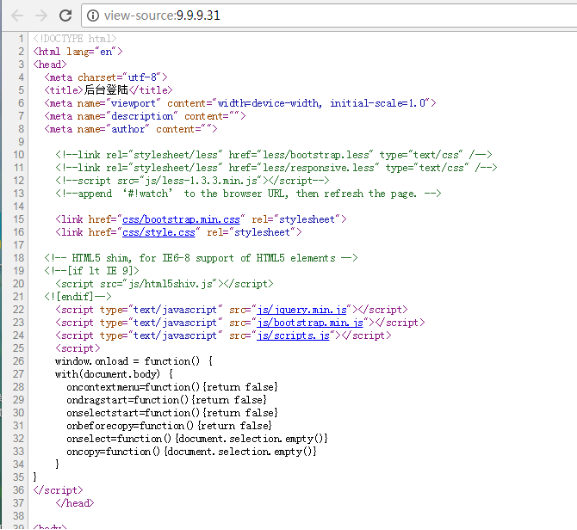 view-source:9.9.9.31
1 <!DOCTYPE html>
2 <html lang="en">
3 <head>
4 <meta charset="utf-8">
5 <title>后台登陆</title>
6 <meta name="viewport" content="width=device-width, initial-scale=1.0">
7 <meta name="description" content="">
8 <meta name="author" content="">
9
10 <!--link rel="stylesheet/less" href="less/bootstrap.less" type="text/css" /-->
11 <!--link rel="stylesheet/less" href="less/responsive.less" type="text/css" /-->
12 <!--script src="js/less-1.3.3.min.js"></script-->
13 <!--append ‘#!watch’ to the browser URL, then refresh the page. -->
14
15 <link href="css/bootstrap.min.css" rel="stylesheet">
16 <link href="css/style.css" rel="stylesheet">
17
18 <!-- HTML5 shim, for IE6-8 support of HTML5 elements -->
19 <!--[if lt IE 9]>
20 <script src="js/html5shiv.js"></script>
21 <![endif]-->
22 <script type="text/javascript" src="js/jquery.min.js"></script>
23 <script type="text/javascript" src="js/bootstrap.min.js"></script>
24 <script type="text/javascript" src="js/scripts.js"></script>
25 <script>
26 window.onload = function() {
27 with(document.body) {
28 oncontextmenu=function(){return false}
29 ondragstart=function(){return false}
30 onselectstart=function(){return false}
31 onbeforecopy=function(){return false}
32 onselect=function(){document.selection.empty()}
33 oncopy=function(){document.selection.empty()}
34 }
35 }
36 </script>
37 </head>
38
39 <body>